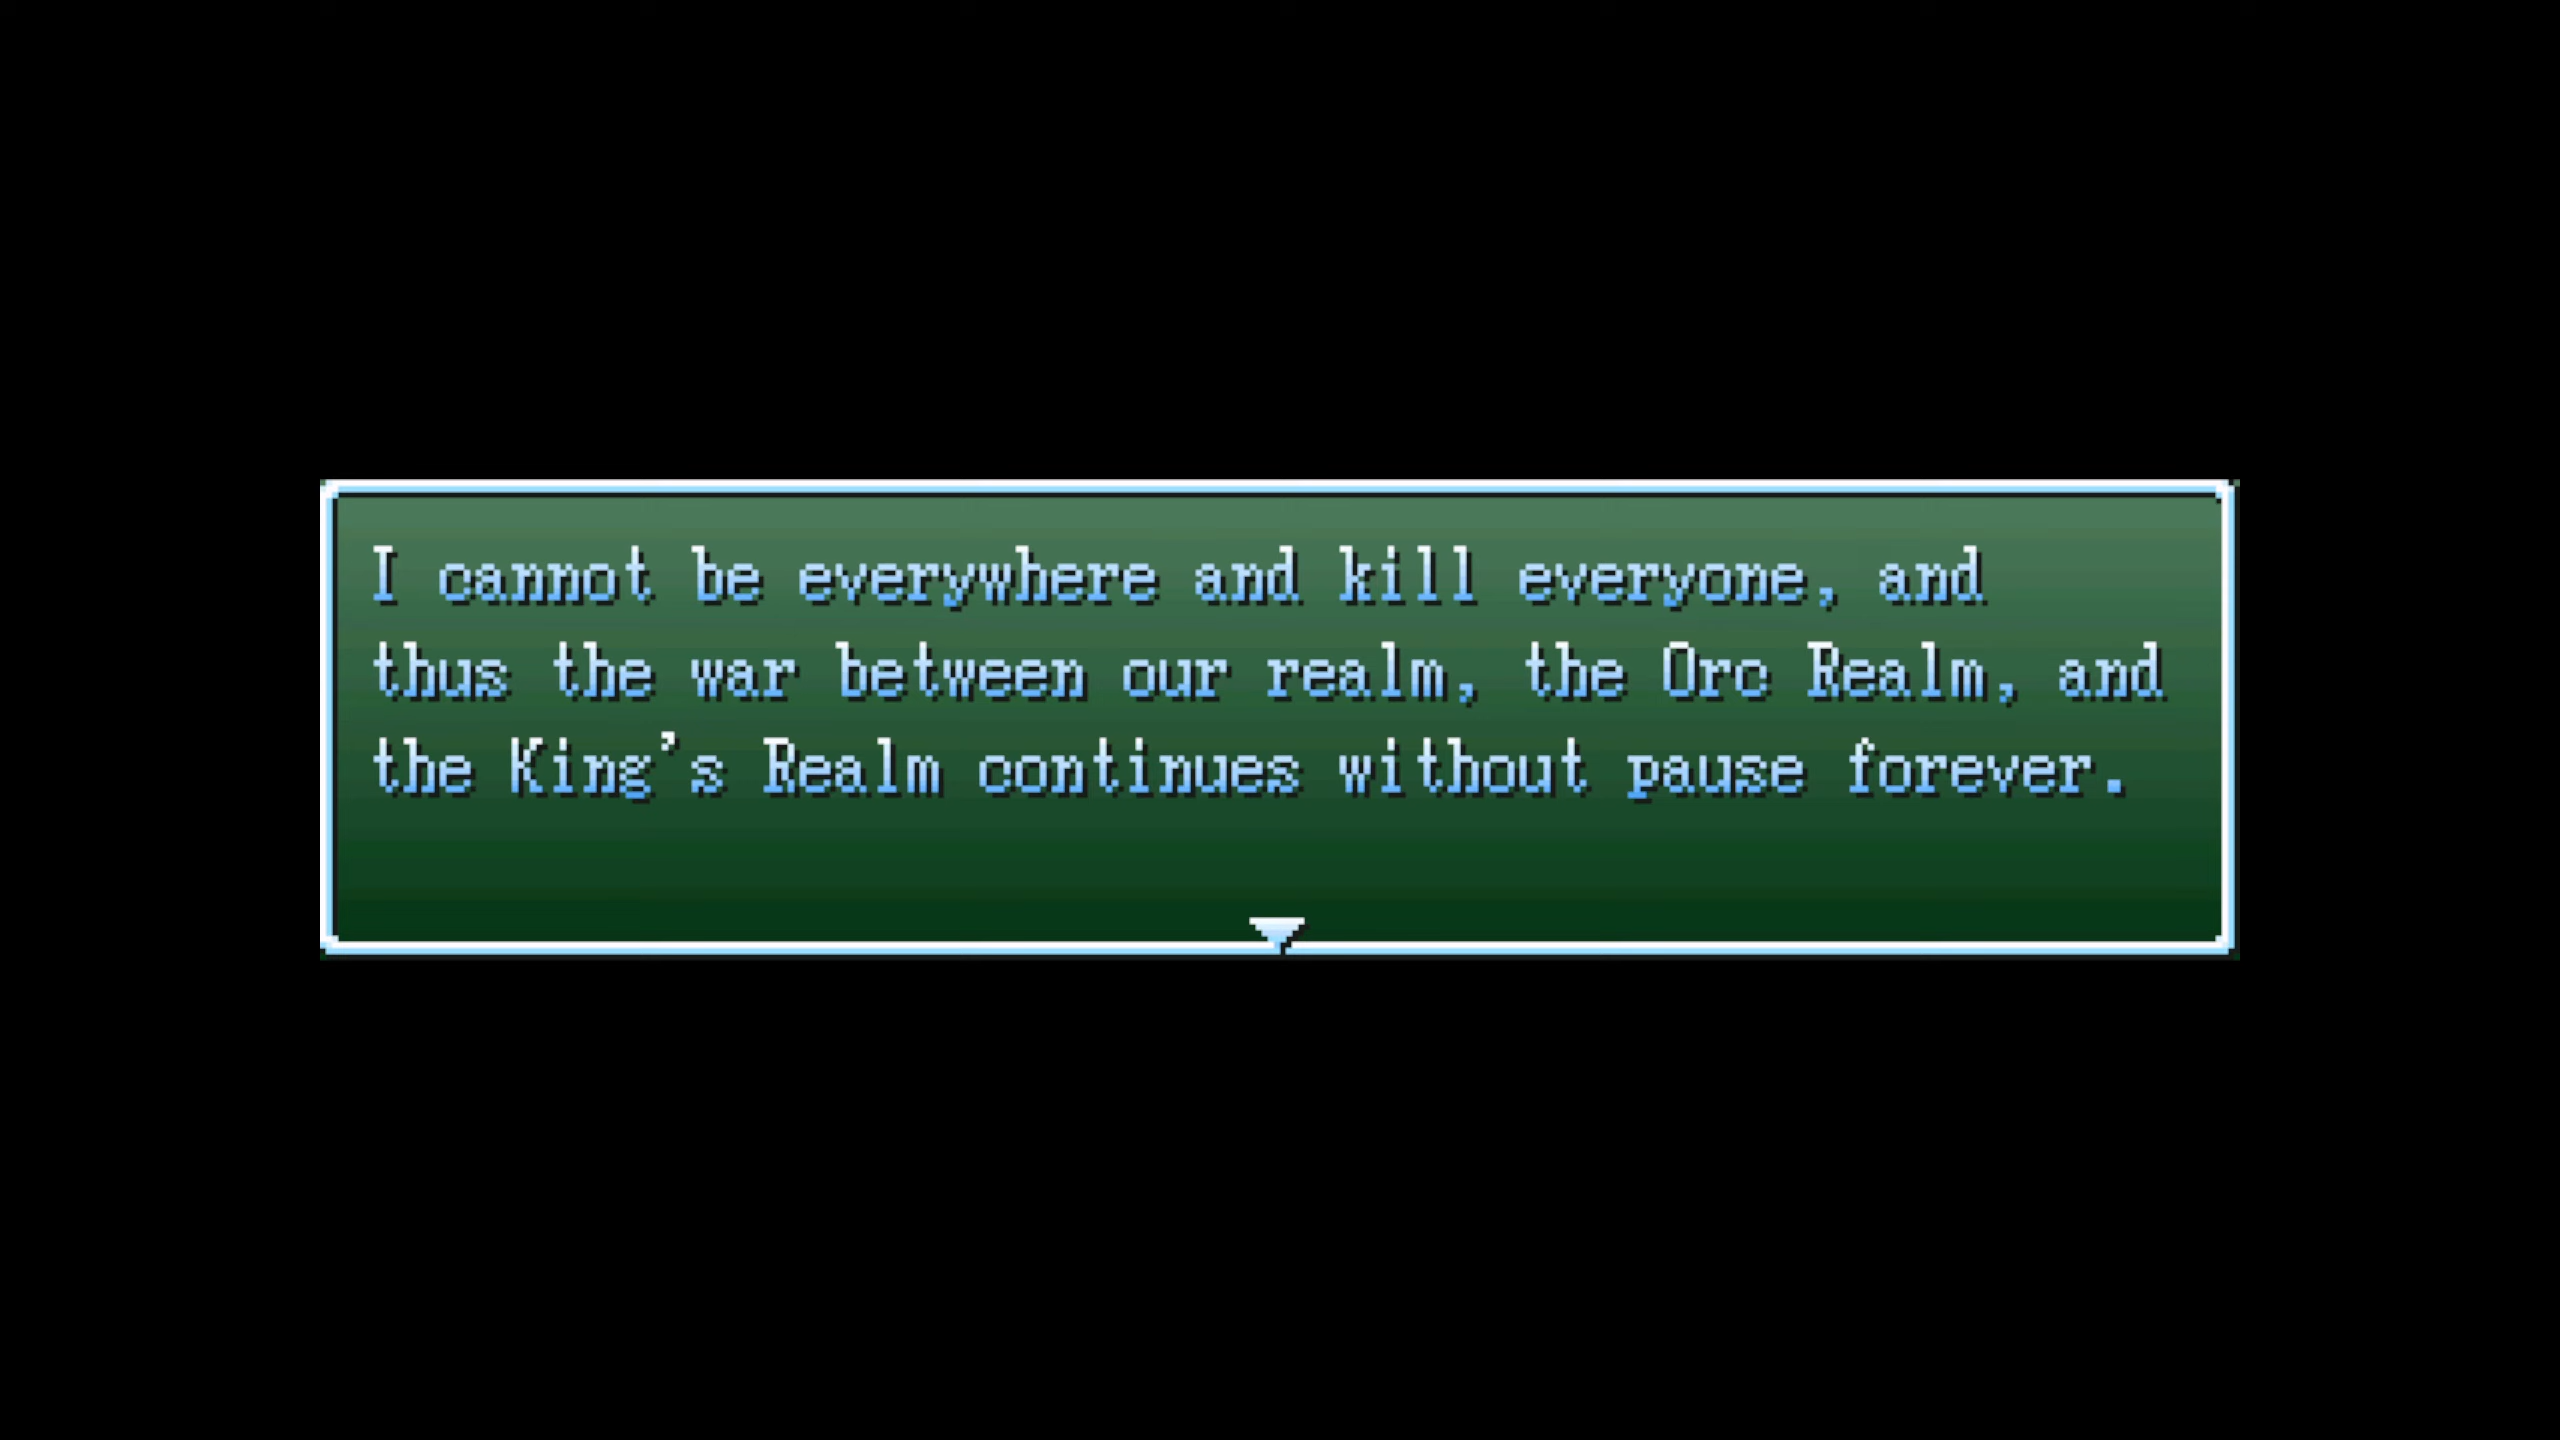 I cannot be everywhere and kill everyone, and
thus the war between our realm, the Orc Realm, and
the King's Realm continues without pause forever.